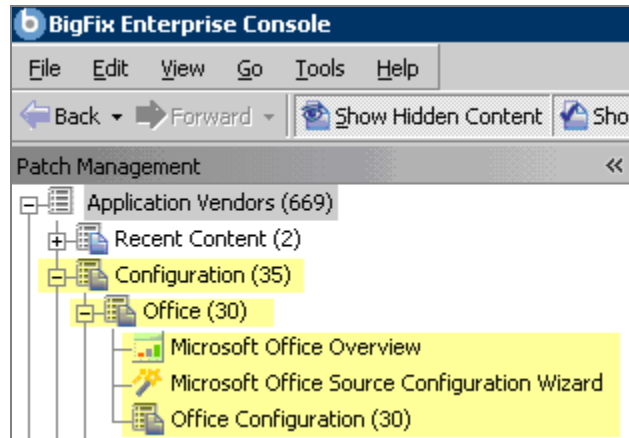 BigFix Enterprise Console
File Edit View Go Tools Help
Back Forward Show Hidden Content Sho
Patch Management «
Application Vendors (669)
Recent Content (2)
Configuration (35)
Office (30)
Microsoft Office Overview
Microsoft Office Source Configuration Wizard
Office Configuration (30)